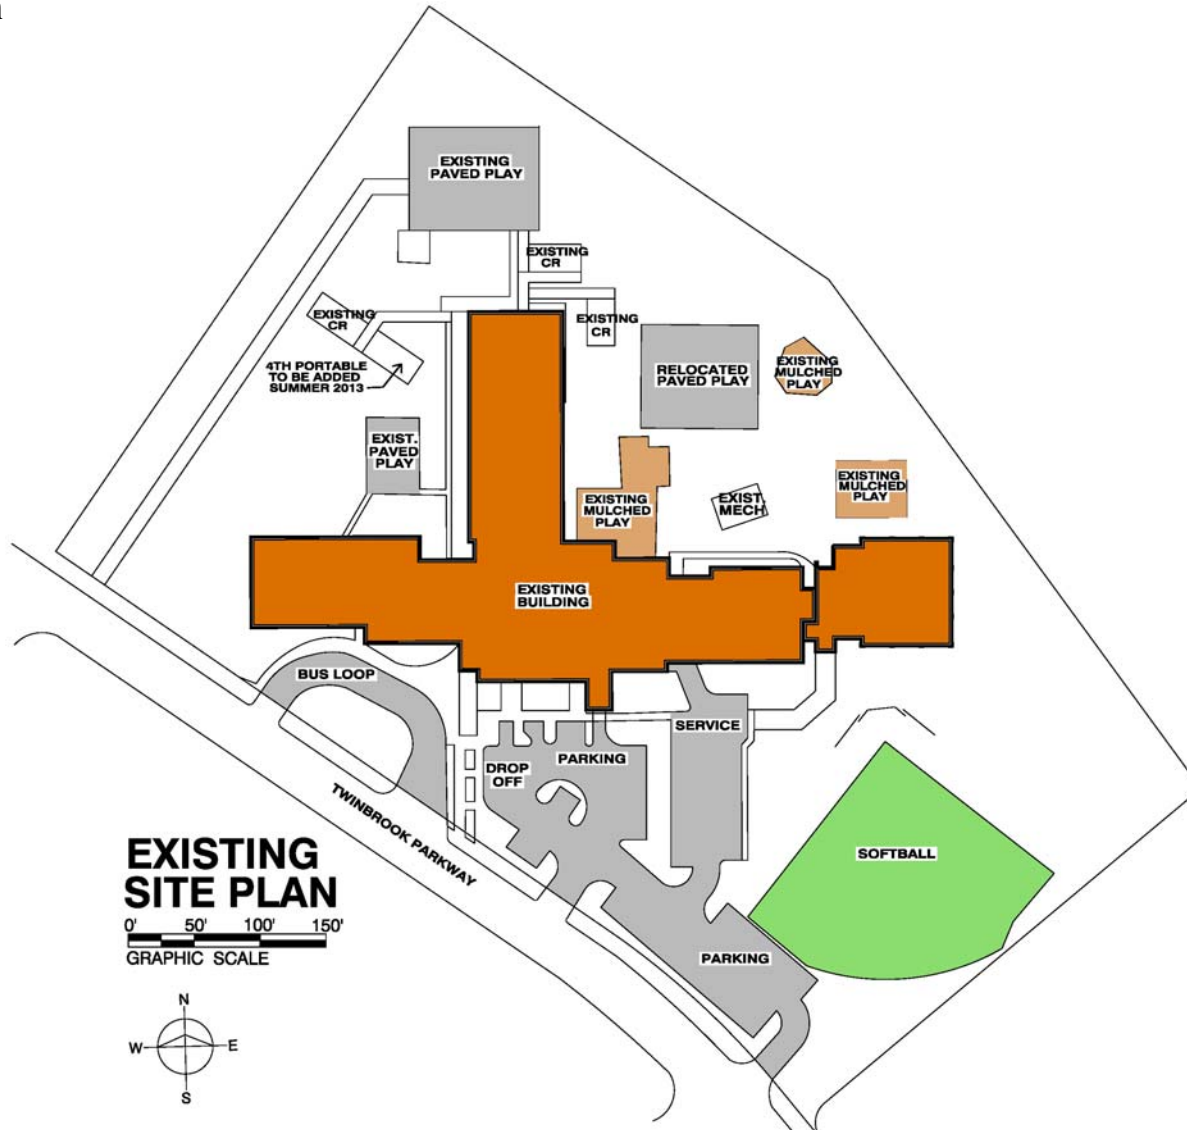 EXISTING
PAVED PLAY
EXISTING
CR
EXISTING
CR
EXISTING
CR
4TH PORTABLE
TO BE ADDED
SUMMER 2013
RELOCATED
PAVED PLAY
EXISTING
MULCHED
PLAY
EXIST.
PAVED
PLAY
EXISTING
MULCHED
PLAY
EXIST.
MECH
EXISTING
MULCHED
PLAY
EXISTING
BUILDING
BUS LOOP
SERVICE
PARKING
DROP
OFF
TWINBROOK PARKWAY
SOFTBALL
PARKING
EXISTING
SITE PLAN
0' 50' 100' 150'
GRAPHIC SCALE
N
W E
S